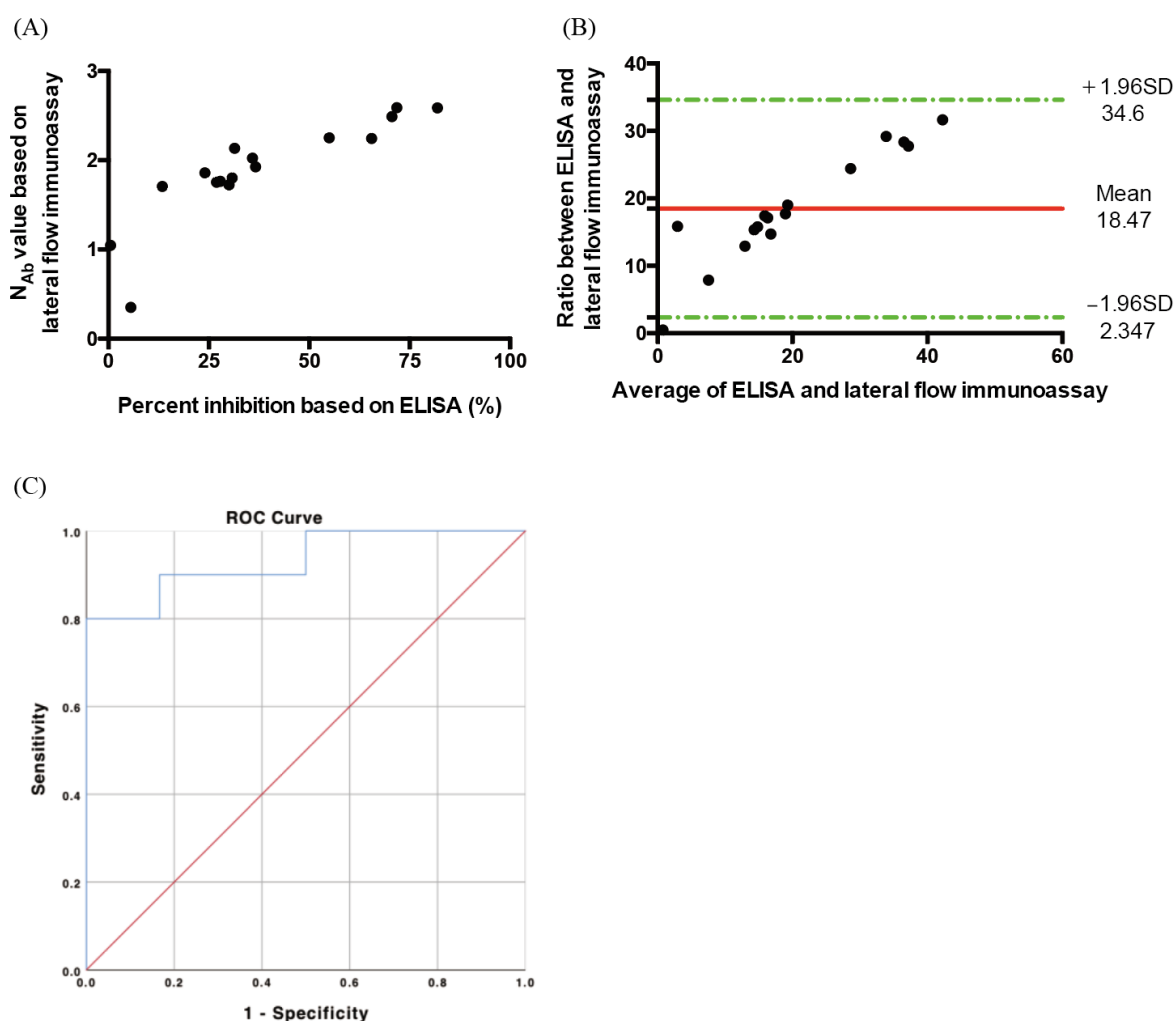 (A)
3
2
1
0
N_Ab value based on
lateral flow immunoassay
0 25 50 75 100
Percent inhibition based on ELISA (%)
(B)
40
30
20
10
0
Ratio between ELISA and
lateral flow immunoassay
0 20 40 60
Average of ELISA and lateral flow immunoassay
+1.96SD
34.6
Mean
18.47
−1.96SD
2.347
(C)
ROC Curve
1.0
0.8
0.6
0.4
0.2
0.0
Sensitivity
0.0 0.2 0.4 0.6 0.8 1.0
1 - Specificity